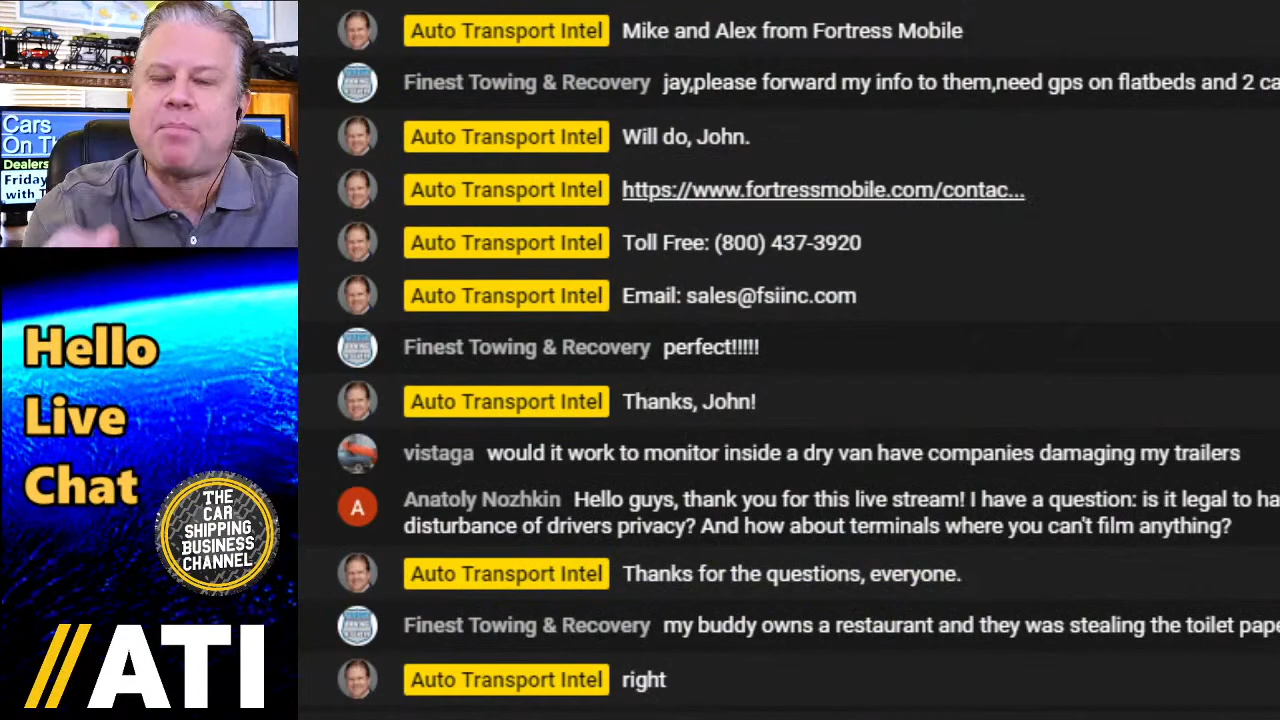 Auto Transport Intel Mike and Alex from Fortress Mobile
Finest Towing & Recovery jay,please forward my info to them,need gps on flatbeds and 2 ca
Auto Transport Intel Will do, John.
Auto Transport Intel https://www.fortressmobile.com/contac...
Auto Transport Intel Toll Free: (800) 437-3920
Auto Transport Intel Email: sales@fsiinc.com
Finest Towing & Recovery perfect!!!!!
Auto Transport Intel Thanks, John!
vistaga would it work to monitor inside a dry van have companies damaging my trailers
A Anatoly Nozhkin Hello guys, thank you for this live stream! I have a question: is it legal to ha
disturbance of drivers privacy? And how about terminals where you can't film anything?
Auto Transport Intel Thanks for the questions, everyone.
Finest Towing & Recovery my buddy owns a restaurant and they was stealing the toilet pape
Auto Transport Intel right
Cars
On Th
Dealers
Friday
with T
Hello
Live
Chat
THE
CAR
SHIPPING
BUSINESS
CHANNEL
//ATI